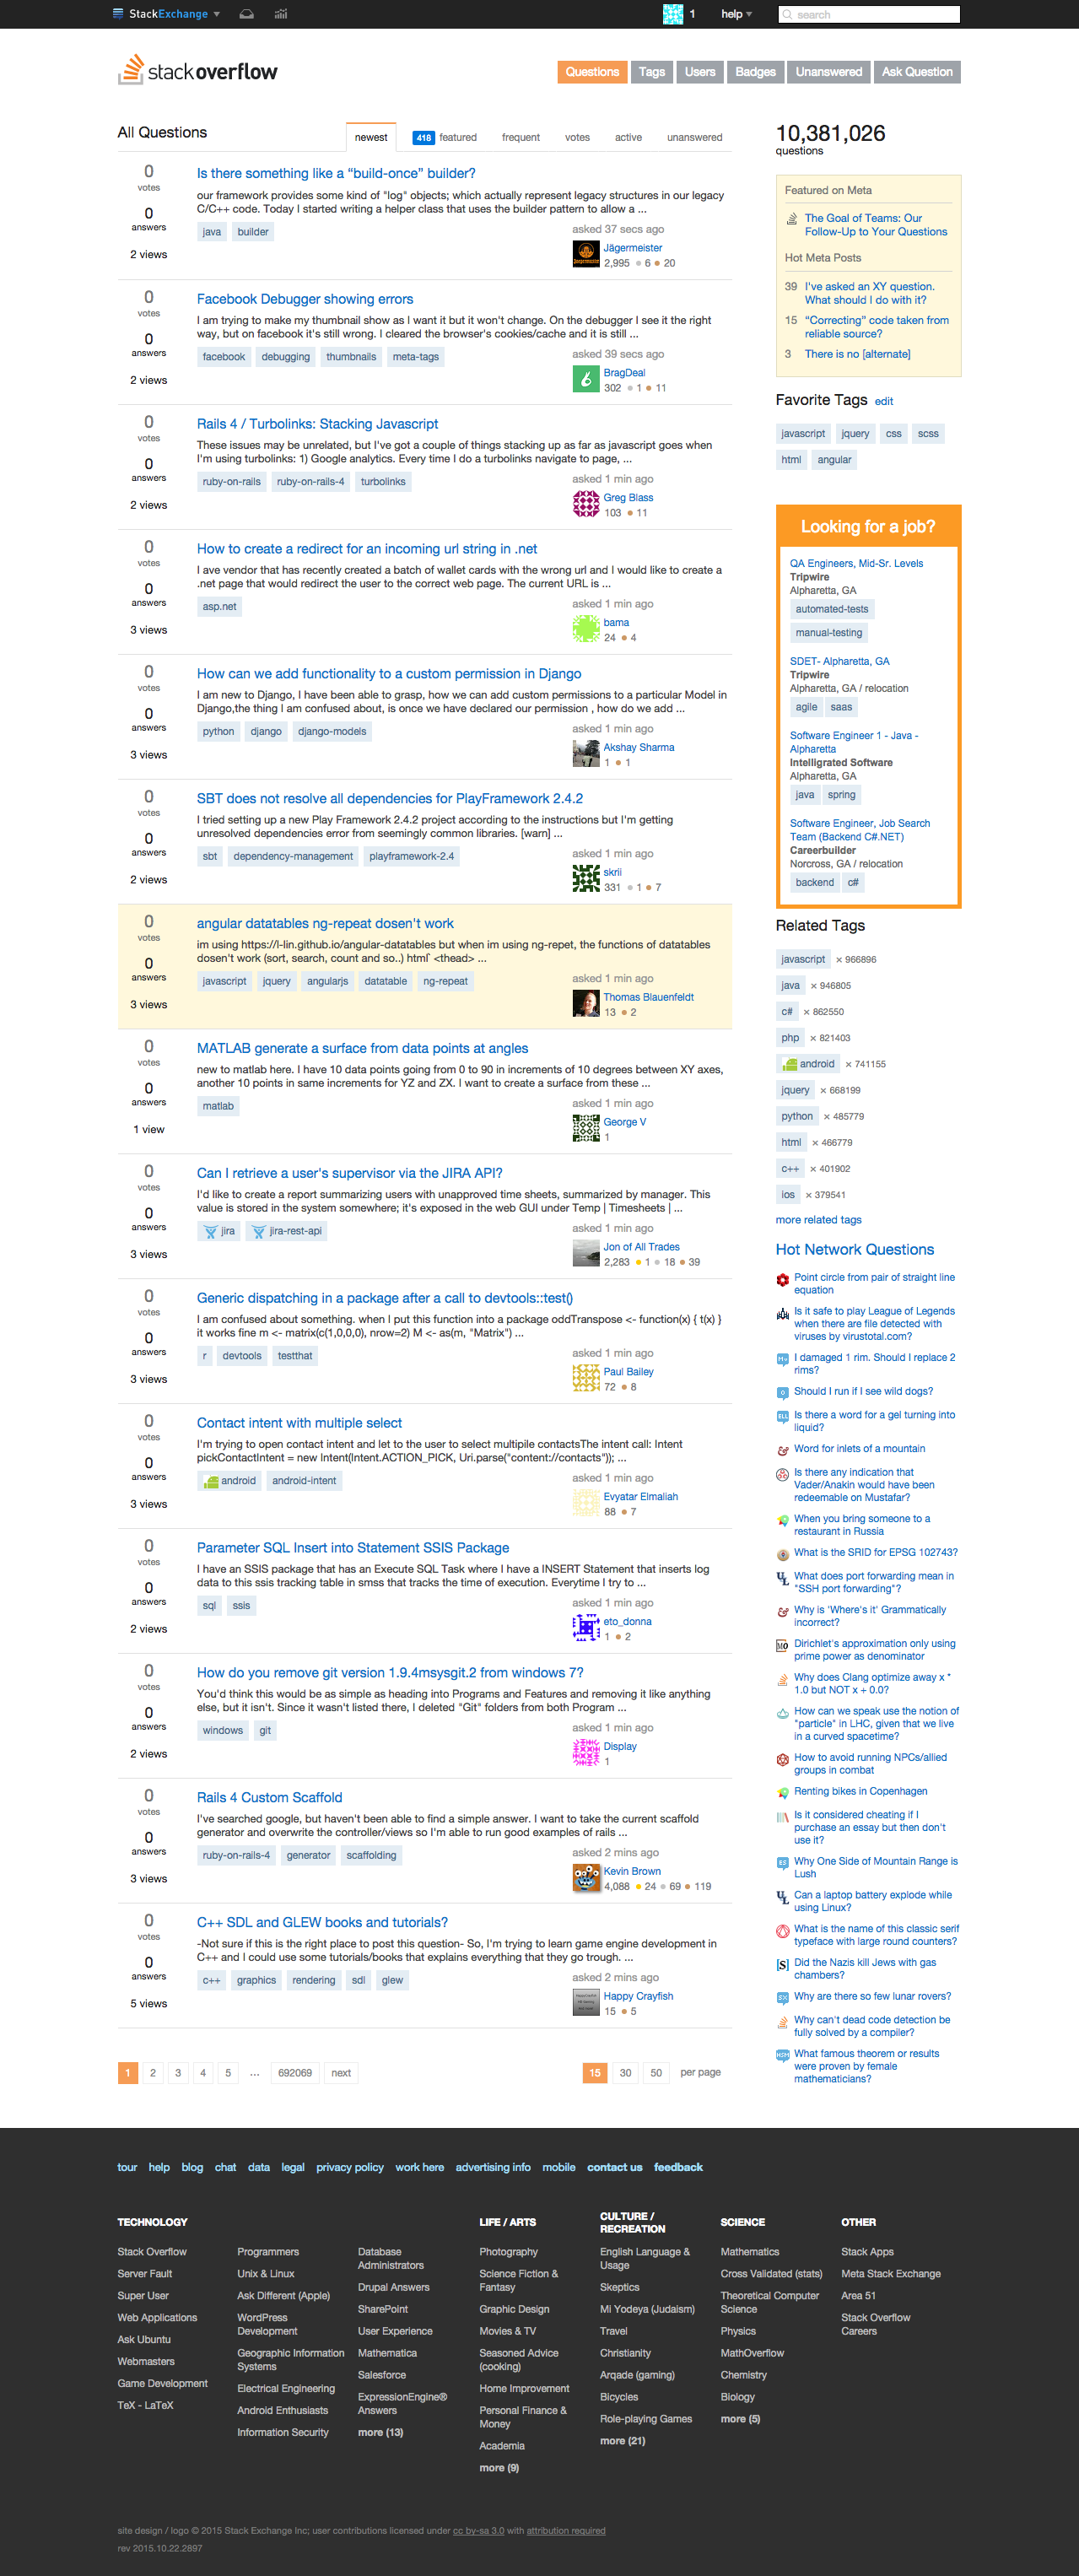 StackExchange
1
help
search
stackoverflow
Questions
Tags
Users
Badges
Unanswered
Ask Question
All Questions
newest
418 featured
frequent
votes
active
unanswered
0
votes
0
answers
2 views
Is there something like a “build-once” builder?
our framework provides some kind of "log" objects; which actually represent legacy structures in our legacy
C/C++ code. Today I started writing a helper class that uses the builder pattern to allow a ...
java builder
asked 37 secs ago
Jägermeister
2,995 6 20
0
votes
0
answers
2 views
Facebook Debugger showing errors
I am trying to make my thumbnail show as I want it but it won't change. On the debugger I see it the right
way, but on facebook it's still wrong. I cleared the browser's cookies/cache and it is still ...
facebook debugging thumbnails meta-tags
asked 39 secs ago
BragDeal
302 1 11
0
votes
0
answers
2 views
Rails 4 / Turbolinks: Stacking Javascript
These issues may be unrelated, but I've got a couple of things stacking up as far as javascript goes when
I'm using turbolinks: 1) Google analytics. Every time I do a turbolinks navigate to page, ...
ruby-on-rails ruby-on-rails-4 turbolinks
asked 1 min ago
Greg Blass
103 11
0
votes
0
answers
3 views
How to create a redirect for an incoming url string in .net
I ave vendor that has recently created a batch of wallet cards with the wrong url and I would like to create a
.net page that would redirect the user to the correct web page. The current URL is ...
asp.net
asked 1 min ago
bama
24 4
0
votes
0
answers
3 views
How can we add functionality to a custom permission in Django
I am new to Django, I have been able to grasp, how we can add custom permissions to a particular Model in
Django,the thing I am confused about, is once we have declared our permission , how do we add ...
python django django-models
asked 1 min ago
Akshay Sharma
1 1
0
votes
0
answers
2 views
SBT does not resolve all dependencies for PlayFramework 2.4.2
I tried setting up a new Play Framework 2.4.2 project according to the instructions but I'm getting
unresolved dependencies error from seemingly common libraries. [warn] ...
sbt dependency-management playframework-2.4
asked 1 min ago
skrii
331 1 7
0
votes
0
answers
3 views
angular datatables ng-repeat dosen't work
im using https://l-lin.github.io/angular-datatables but when im using ng-repet, the functions of datatables
dosen't work (sort, search, count and so..) html` <thead> ...
javascript jquery angularjs datatable ng-repeat
asked 1 min ago
Thomas Blauenfeldt
13 2
0
votes
0
answers
1 view
MATLAB generate a surface from data points at angles
new to matlab here. I have 10 data points going from 0 to 90 in increments of 10 degrees between XY axes,
another 10 points in same increments for YZ and ZX. I want to create a surface from these ...
matlab
asked 1 min ago
George V
1
0
votes
0
answers
3 views
Can I retrieve a user's supervisor via the JIRA API?
I'd like to create a report summarizing users with unapproved time sheets, summarized by manager. This
value is stored in the system somewhere; it's exposed in the web GUI under Temp | Timesheets | ...
jira jira-rest-api
asked 1 min ago
Jon of All Trades
2,283 1 18 39
0
votes
0
answers
3 views
Generic dispatching in a package after a call to devtools::test()
I am confused about something. when I put this function into a package oddTranspose <- function(x) { t(x) }
it works fine m <- matrix(c(1,0,0,0), nrow=2) M <- as(m, "Matrix") ...
r devtools testthat
asked 1 min ago
Paul Bailey
72 8
0
votes
0
answers
3 views
Contact intent with multiple select
I'm trying to open contact intent and let to the user to select multipile contactsThe intent call: Intent
pickContactIntent = new Intent(Intent.ACTION_PICK, Uri.parse("content://contacts")); ...
android android-intent
asked 1 min ago
Evyatar Elmaliah
88 7
0
votes
0
answers
2 views
Parameter SQL Insert into Statement SSIS Package
I have an SSIS package that has an Execute SQL Task where I have a INSERT Statement that inserts log
data to this ssis tracking table in smss that tracks the time of execution. Everytime I try to ...
sql ssis
asked 1 min ago
eto_donna
1 2
0
votes
0
answers
2 views
How do you remove git version 1.9.4msysgit.2 from windows 7?
You'd think this would be as simple as heading into Programs and Features and removing it like anything
else, but it isn't. Since it wasn't listed there, I deleted "Git" folders from both Program ...
windows git
asked 1 min ago
Display
1
0
votes
0
answers
3 views
Rails 4 Custom Scaffold
I've searched google, but haven't been able to find a simple answer. I want to take the current scaffold
generator and overwrite the controller/views so I'm able to run good examples of rails ...
ruby-on-rails-4 generator scaffolding
asked 2 mins ago
Kevin Brown
4,088 24 69 119
0
votes
0
answers
5 views
C++ SDL and GLEW books and tutorials?
-Not sure if this is the right place to post this question- So, I'm trying to learn game engine development in
C++ and I could use some tutorials/books that explains everything that they go trough. ...
c++ graphics rendering sdl glew
asked 2 mins ago
Happy Crayfish
15 5
1 2 3 4 5 ... 692069 next
15 30 50 per page
10,381,026
questions
Featured on Meta
The Goal of Teams: Our
Follow-Up to Your Questions
Hot Meta Posts
39 I've asked an XY question.
What should I do with it?
15 “Correcting” code taken from
reliable source?
3 There is no [alternate]
Favorite Tags edit
javascript jquery css scss
html angular
Looking for a job?
QA Engineers, Mid-Sr. Levels
Tripwire
Alpharetta, GA
automated-tests
manual-testing
SDET- Alpharetta, GA
Tripwire
Alpharetta, GA / relocation
agile saas
Software Engineer 1 - Java -
Alpharetta
Intelligrated Software
Alpharetta, GA
java spring
Software Engineer, Job Search
Team (Backend C#.NET)
Careerbuilder
Norcross, GA / relocation
backend c#
Related Tags
javascript × 966896
java × 946805
c# × 862550
php × 821403
android × 741155
jquery × 668199
python × 485779
html × 466779
c++ × 401902
ios × 379541
more related tags
Hot Network Questions
Point circle from pair of straight line
equation
Is it safe to play League of Legends
when there are file detected with
viruses by virustotal.com?
I damaged 1 rim. Should I replace 2
rims?
Should I run if I see wild dogs?
Is there a word for a gel turning into
liquid?
Word for inlets of a mountain
Is there any indication that
Vader/Anakin would have been
redeemable on Mustafar?
When you bring someone to a
restaurant in Russia
What is the SRID for EPSG 102743?
What does port forwarding mean in
"SSH port forwarding"?
Why is 'Where's it' Grammatically
incorrect?
Dirichlet's approximation only using
prime power as denominator
Why does Clang optimize away x *
1.0 but NOT x + 0.0?
How can we speak use the notion of
"particle" in LHC, given that we live
in a curved spacetime?
How to avoid running NPCs/allied
groups in combat
Renting bikes in Copenhagen
Is it considered cheating if I
purchase an essay but then don't
use it?
Why One Side of Mountain Range is
Lush
Can a laptop battery explode while
using Linux?
What is the name of this classic serif
typeface with large round counters?
Did the Nazis kill Jews with gas
chambers?
Why are there so few lunar rovers?
Why can't dead code detection be
fully solved by a compiler?
What famous theorem or results
were proven by female
mathematicians?
tour help blog chat data legal privacy policy work here advertising info mobile contact us feedback
TECHNOLOGY
Stack Overflow
Server Fault
Super User
Web Applications
Ask Ubuntu
Webmasters
Game Development
TeX - LaTeX
Programmers
Unix & Linux
Ask Different (Apple)
WordPress
Development
Geographic Information
Systems
Electrical Engineering
Android Enthusiasts
Information Security
Database
Administrators
Drupal Answers
SharePoint
User Experience
Mathematica
Salesforce
ExpressionEngine®
Answers
more (13)
LIFE / ARTS
Photography
Science Fiction &
Fantasy
Graphic Design
Movies & TV
Seasoned Advice
(cooking)
Home Improvement
Personal Finance &
Money
Academia
more (9)
CULTURE /
RECREATION
English Language &
Usage
Skeptics
Mi Yodeya (Judaism)
Travel
Christianity
Arqade (gaming)
Bicycles
Role-playing Games
more (21)
SCIENCE
Mathematics
Cross Validated (stats)
Theoretical Computer
Science
Physics
MathOverflow
Chemistry
Biology
more (5)
OTHER
Stack Apps
Meta Stack Exchange
Area 51
Stack Overflow
Careers
site design / logo © 2015 Stack Exchange Inc; user contributions licensed under cc by-sa 3.0 with attribution required
rev 2015.10.22.2897